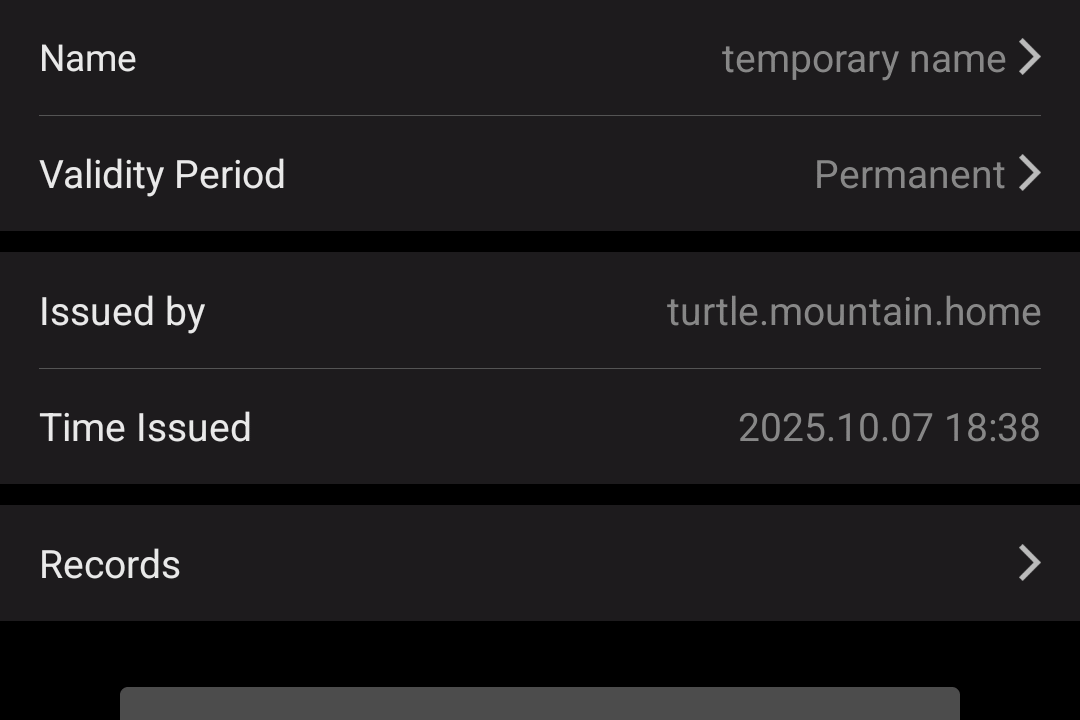 Name temporary name
Validity Period Permanent
Issued by turtle.mountain.home
Time Issued 2025.10.07 18:38
Records